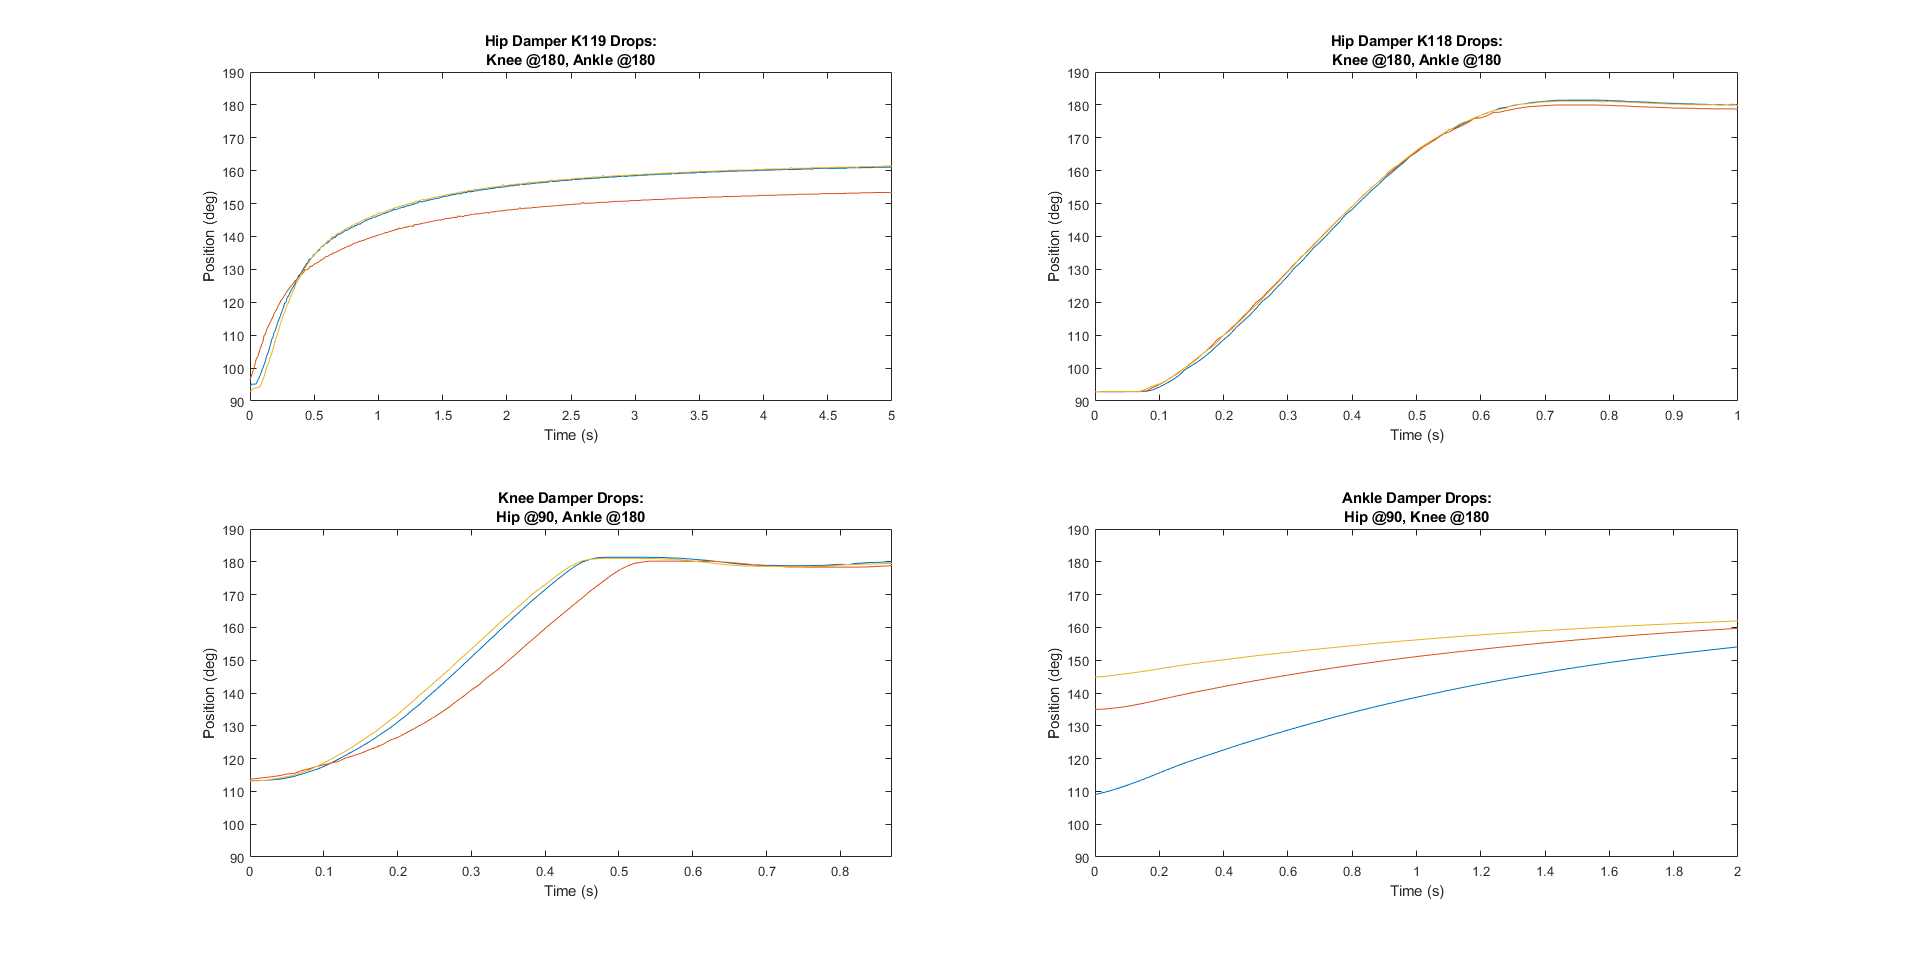 Hip Damper K119 Drops:
Knee @180, Ankle @180
190
180
170
160
150
140
130
120
110
100
90
Position (deg)
0 0.5 1 1.5 2 2.5 3 3.5 4 4.5 5
Time (s)
Hip Damper K118 Drops:
Knee @180, Ankle @180
190
180
170
160
150
140
130
120
110
100
90
Position (deg)
0 0.1 0.2 0.3 0.4 0.5 0.6 0.7 0.8 0.9 1
Time (s)
Knee Damper Drops:
Hip @90, Ankle @180
190
180
170
160
150
140
130
120
110
100
90
Position (deg)
0 0.1 0.2 0.3 0.4 0.5 0.6 0.7 0.8
Time (s)
Ankle Damper Drops:
Hip @90, Knee @180
190
180
170
160
150
140
130
120
110
100
90
Position (deg)
0 0.2 0.4 0.6 0.8 1 1.2 1.4 1.6 1.8 2
Time (s)